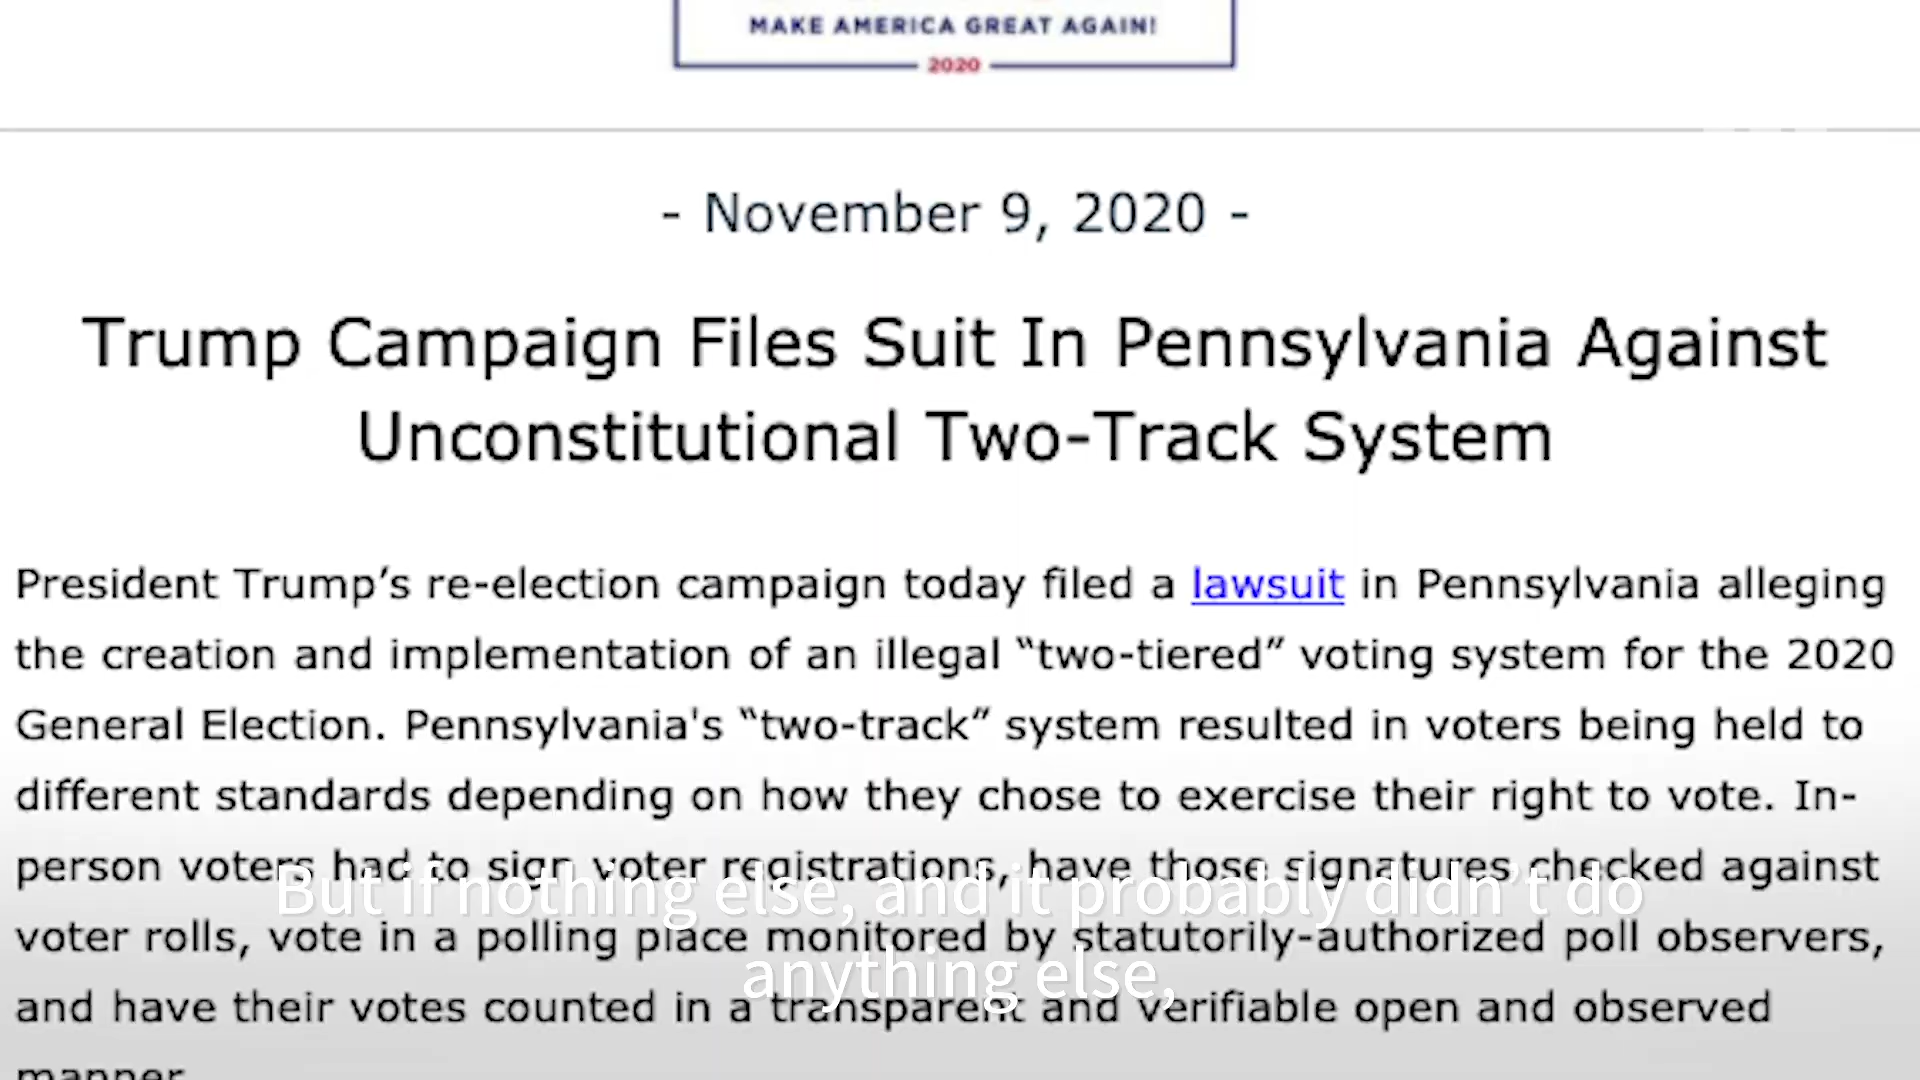 MAKE AMERICA GREAT AGAIN!
2020
- November 9, 2020 -
Trump Campaign Files Suit In Pennsylvania Against
Unconstitutional Two-Track System
President Trump’s re-election campaign today filed a lawsuit in Pennsylvania alleging
the creation and implementation of an illegal “two-tiered” voting system for the 2020
General Election. Pennsylvania's “two-track” system resulted in voters being held to
different standards depending on how they chose to exercise their right to vote. In-
person voters had to sign voter registrations, have those signatures checked against
voter rolls, vote in a polling place monitored by statutorily-authorized poll observers,
and have their votes counted in a transparent and verifiable open and observed
manner.
But if nothing else, and it probably didn’t do
anything else,